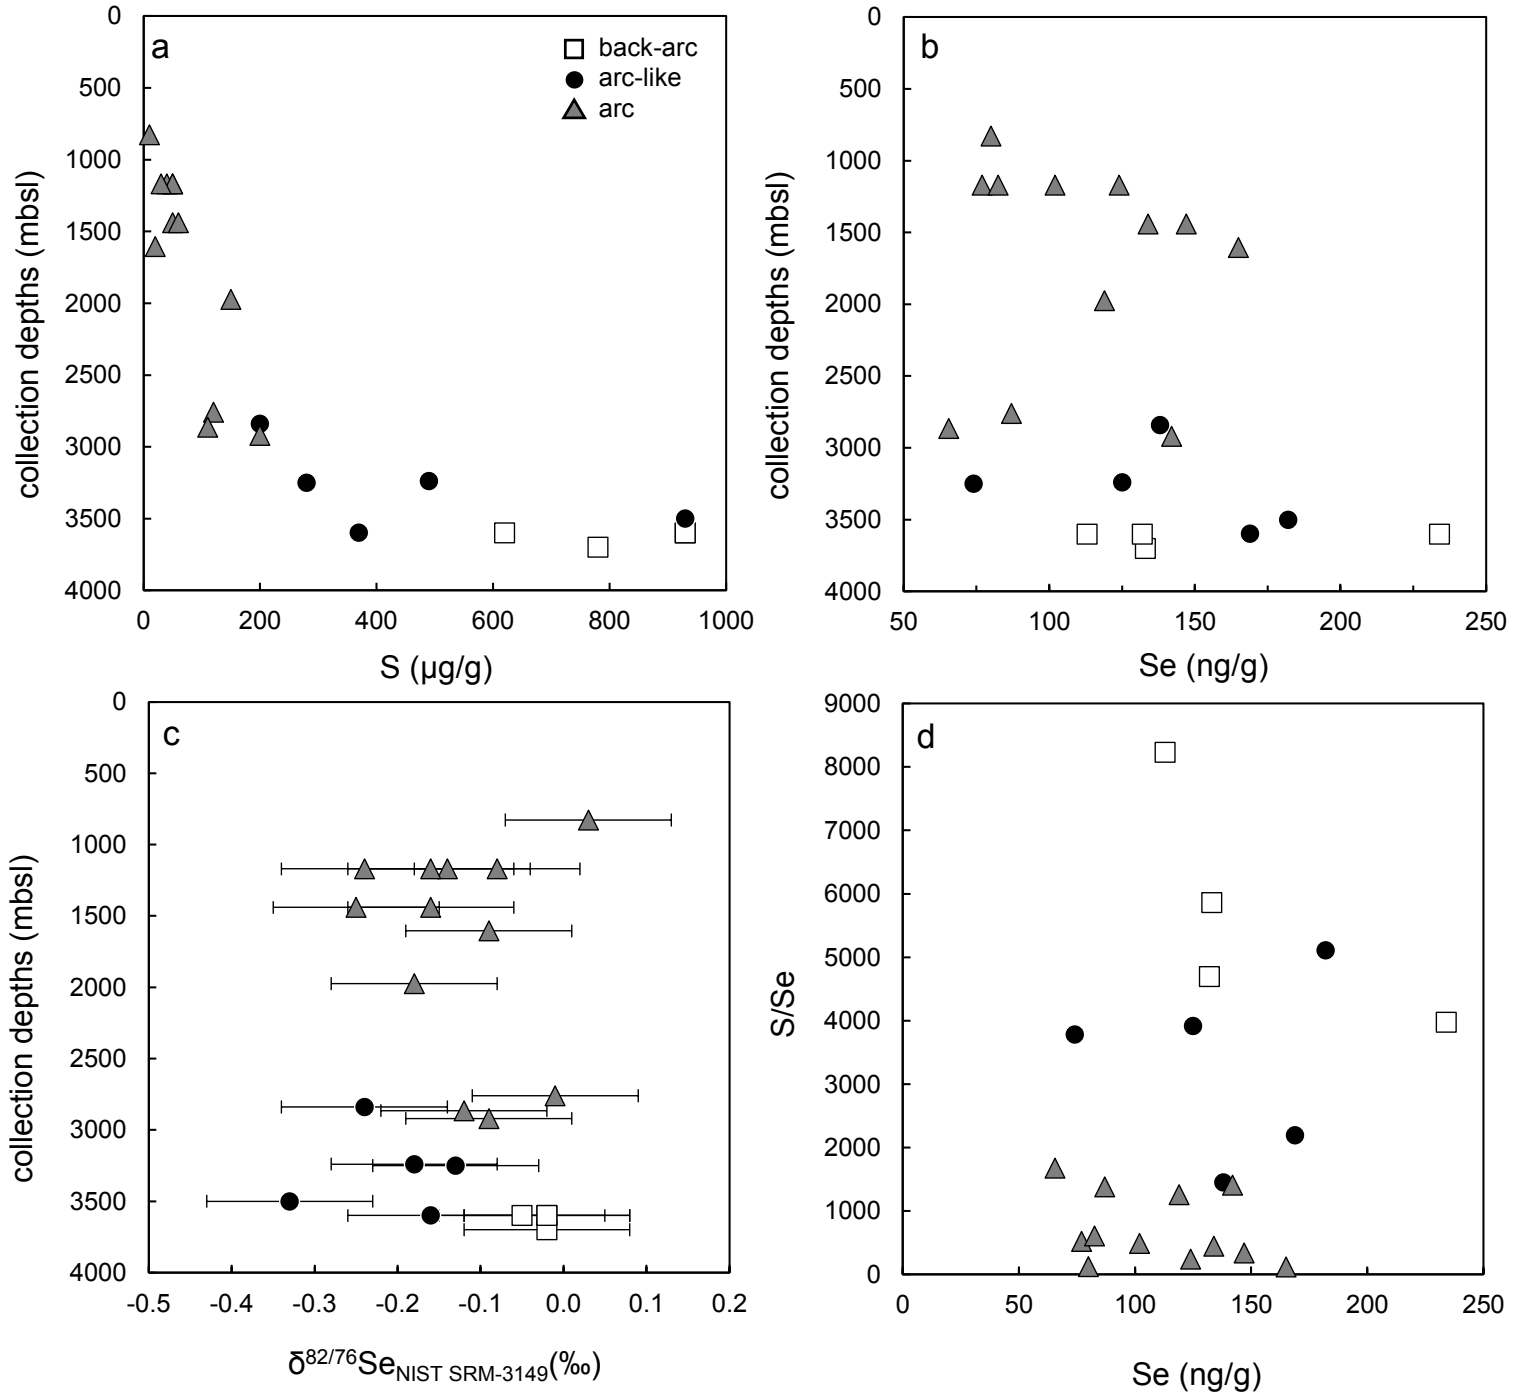 a
back-arc
arc-like
arc
0
500
1000
1500
2000
2500
3000
3500
4000
collection depths (mbsl)
0 200 400 600 800 1000
S (µg/g)
b
0
500
1000
1500
2000
2500
3000
3500
4000
collection depths (mbsl)
50 100 150 200 250
Se (ng/g)
c
0
500
1000
1500
2000
2500
3000
3500
4000
collection depths (mbsl)
-0.5 -0.4 -0.3 -0.2 -0.1 0.0 0.1 0.2
δ82/76SeNIST SRM-3149(‰)
d
9000
8000
7000
6000
5000
4000
3000
2000
1000
0
S/Se
0 50 100 150 200 250
Se (ng/g)